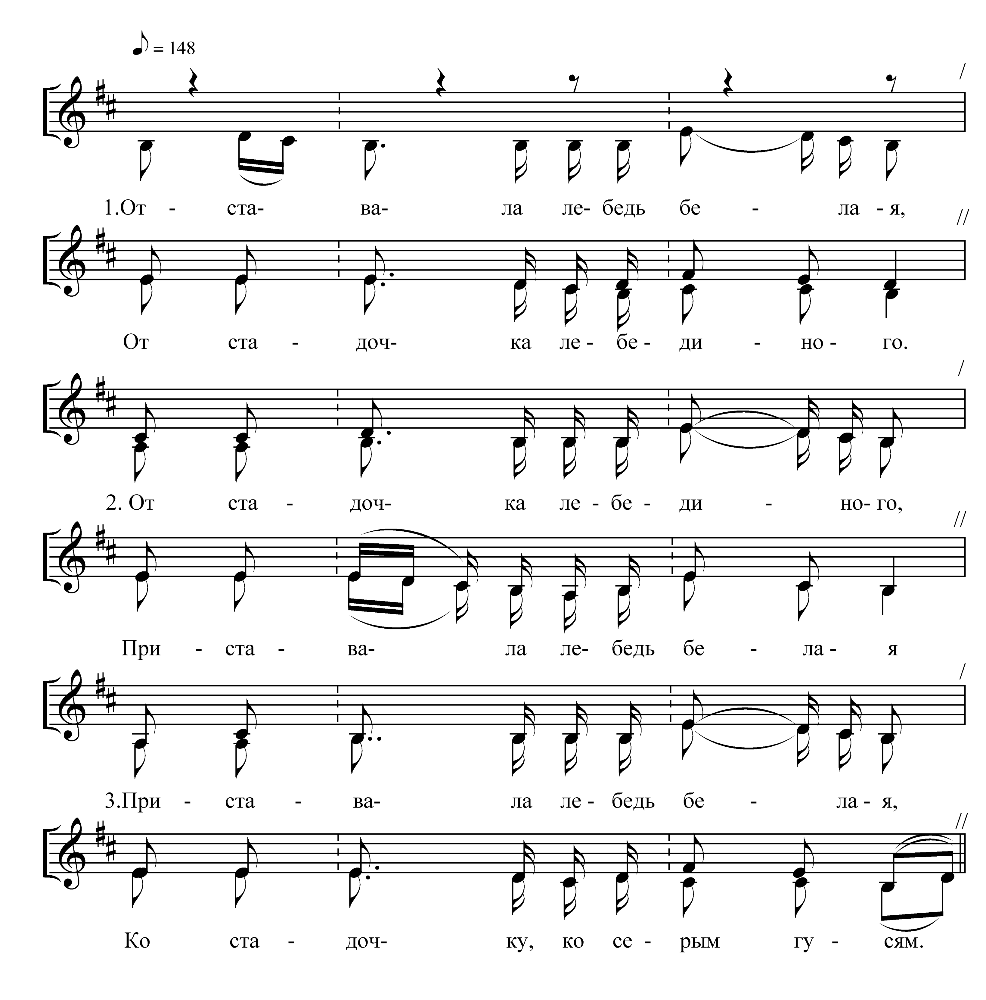 = 148
/
1.От - ста- ва- ла ле- бедь бе - ла - я,
//
От ста - доч- ка ле - бе - ди - но - го.
/
2. От ста - доч- ка ле - бе - ди - но- го,
//
При - ста - ва- ла ле- бедь бе - ла - я
/
3.При - ста - ва- ла ле - бедь бе - ла - я,
//
Ко ста - доч- ку, ко се - рым гу - сям.